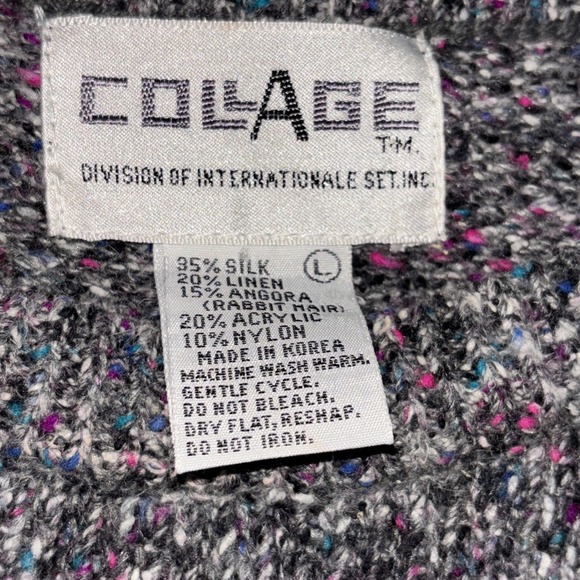 COLLAGE
T.M.
DIVISION OF INTERNATIONALE SET.INC.
35% SILK L
20% LINEN
15% ANGORA
(RABBIT HAIR)
20% ACRYLIC
10% NYLON
MADE IN KOREA
MACHINE WASH WARM.
GENTLE CYCLE.
DO NOT BLEACH.
DRY FLAT, RESHAP.
DO NOT IRON.